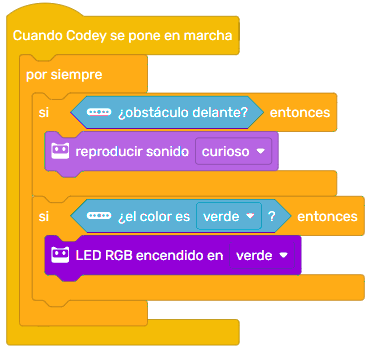 Cuando Codey se pone en marcha
por siempre
si ¿obstáculo delante? entonces
reproducir sonido curioso
si ¿el color es verde ? entonces
LED RGB encendido en verde